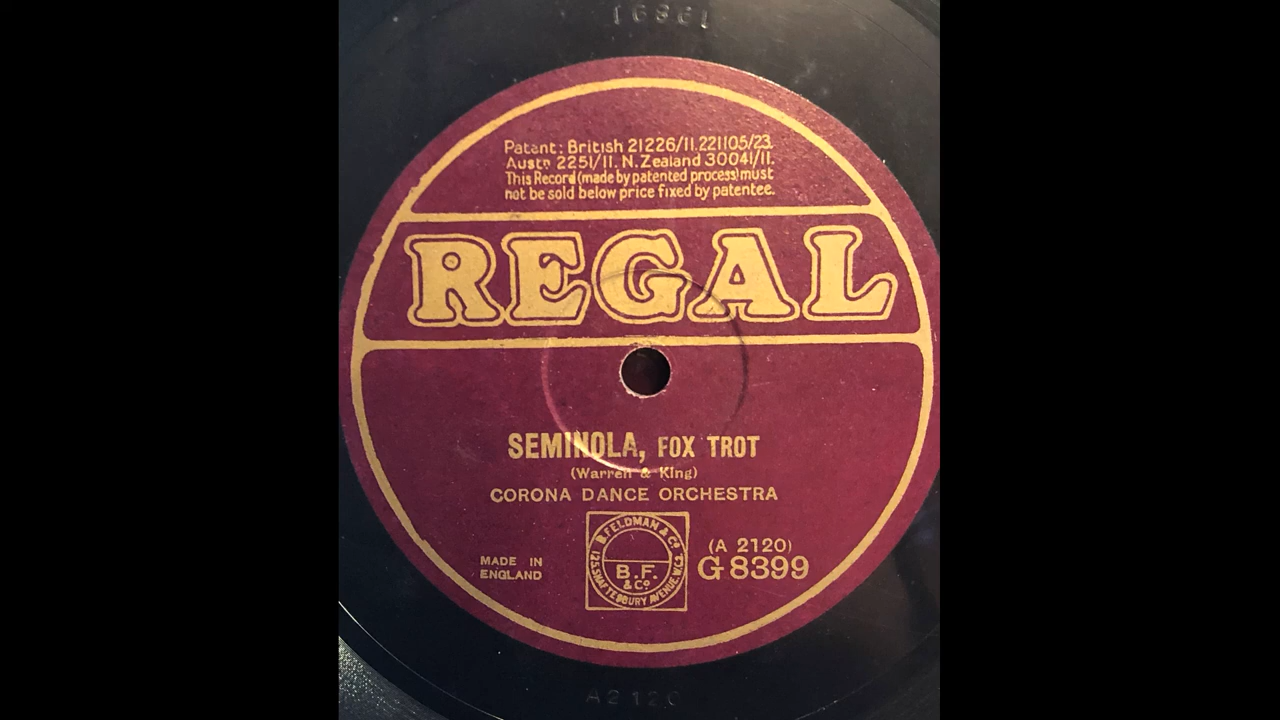 16861
Patent: British 21226/11.221105/23.
Austn 2251/11. N. Zealand 30041/11.
This Record (made by patented process) must
not be sold below price fixed by patentee.
REGAL
SEMINOLA, FOX TROT
(Warren & King)
CORONA DANCE ORCHESTRA
MADE IN
ENGLAND
B. FELDMAN & Co
125, SHAFTESBURY AVENUE, W.C.2.
B.F.
& Co
(A 2120)
G 8399
A2120